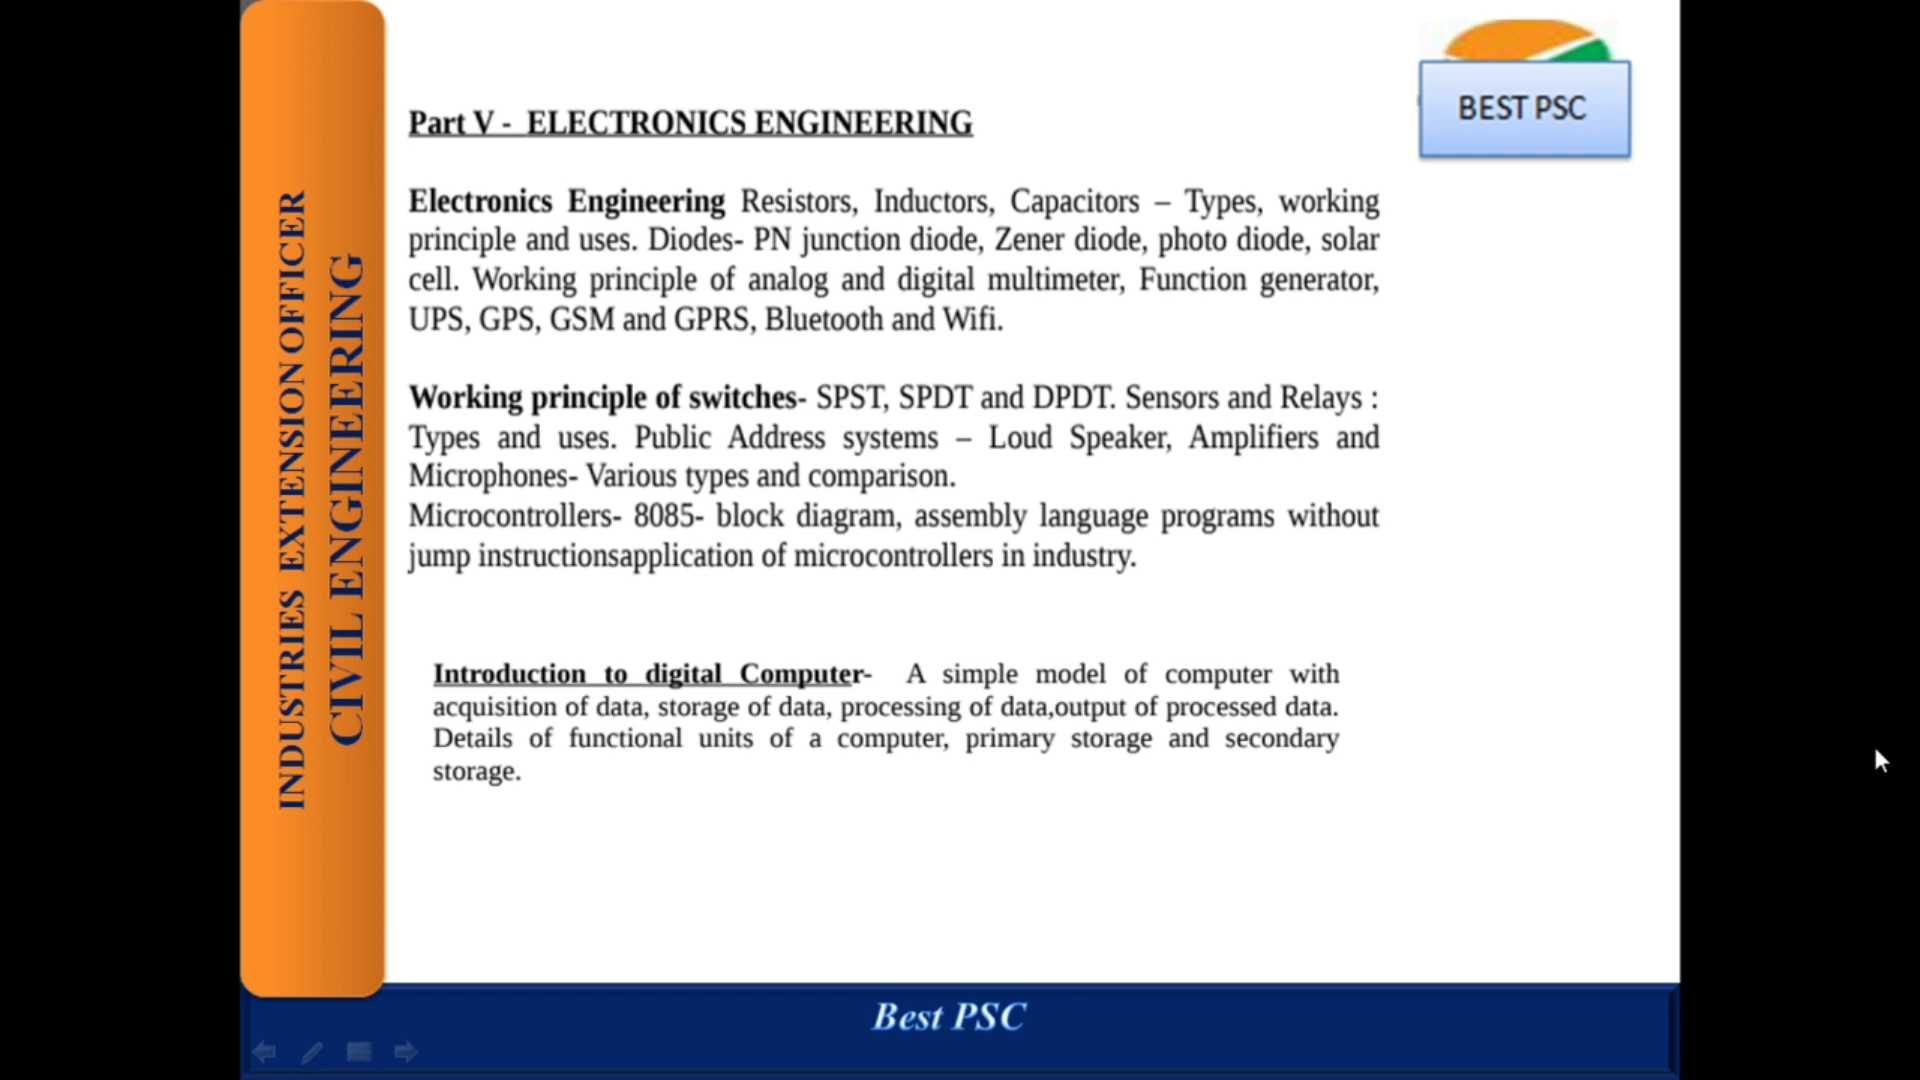 INDUSTRIES EXTENSION OFFICER
CIVIL ENGINEERING
BEST PSC
Part V - ELECTRONICS ENGINEERING
Electronics Engineering Resistors, Inductors, Capacitors – Types, working
principle and uses. Diodes- PN junction diode, Zener diode, photo diode, solar
cell. Working principle of analog and digital multimeter, Function generator,
UPS, GPS, GSM and GPRS, Bluetooth and Wifi.
Working principle of switches- SPST, SPDT and DPDT. Sensors and Relays :
Types and uses. Public Address systems – Loud Speaker, Amplifiers and
Microphones- Various types and comparison.
Microcontrollers- 8085- block diagram, assembly language programs without
jump instructionsapplication of microcontrollers in industry.
Introduction to digital Computer- A simple model of computer with
acquisition of data, storage of data, processing of data,output of processed data.
Details of functional units of a computer, primary storage and secondary
storage.
Best PSC